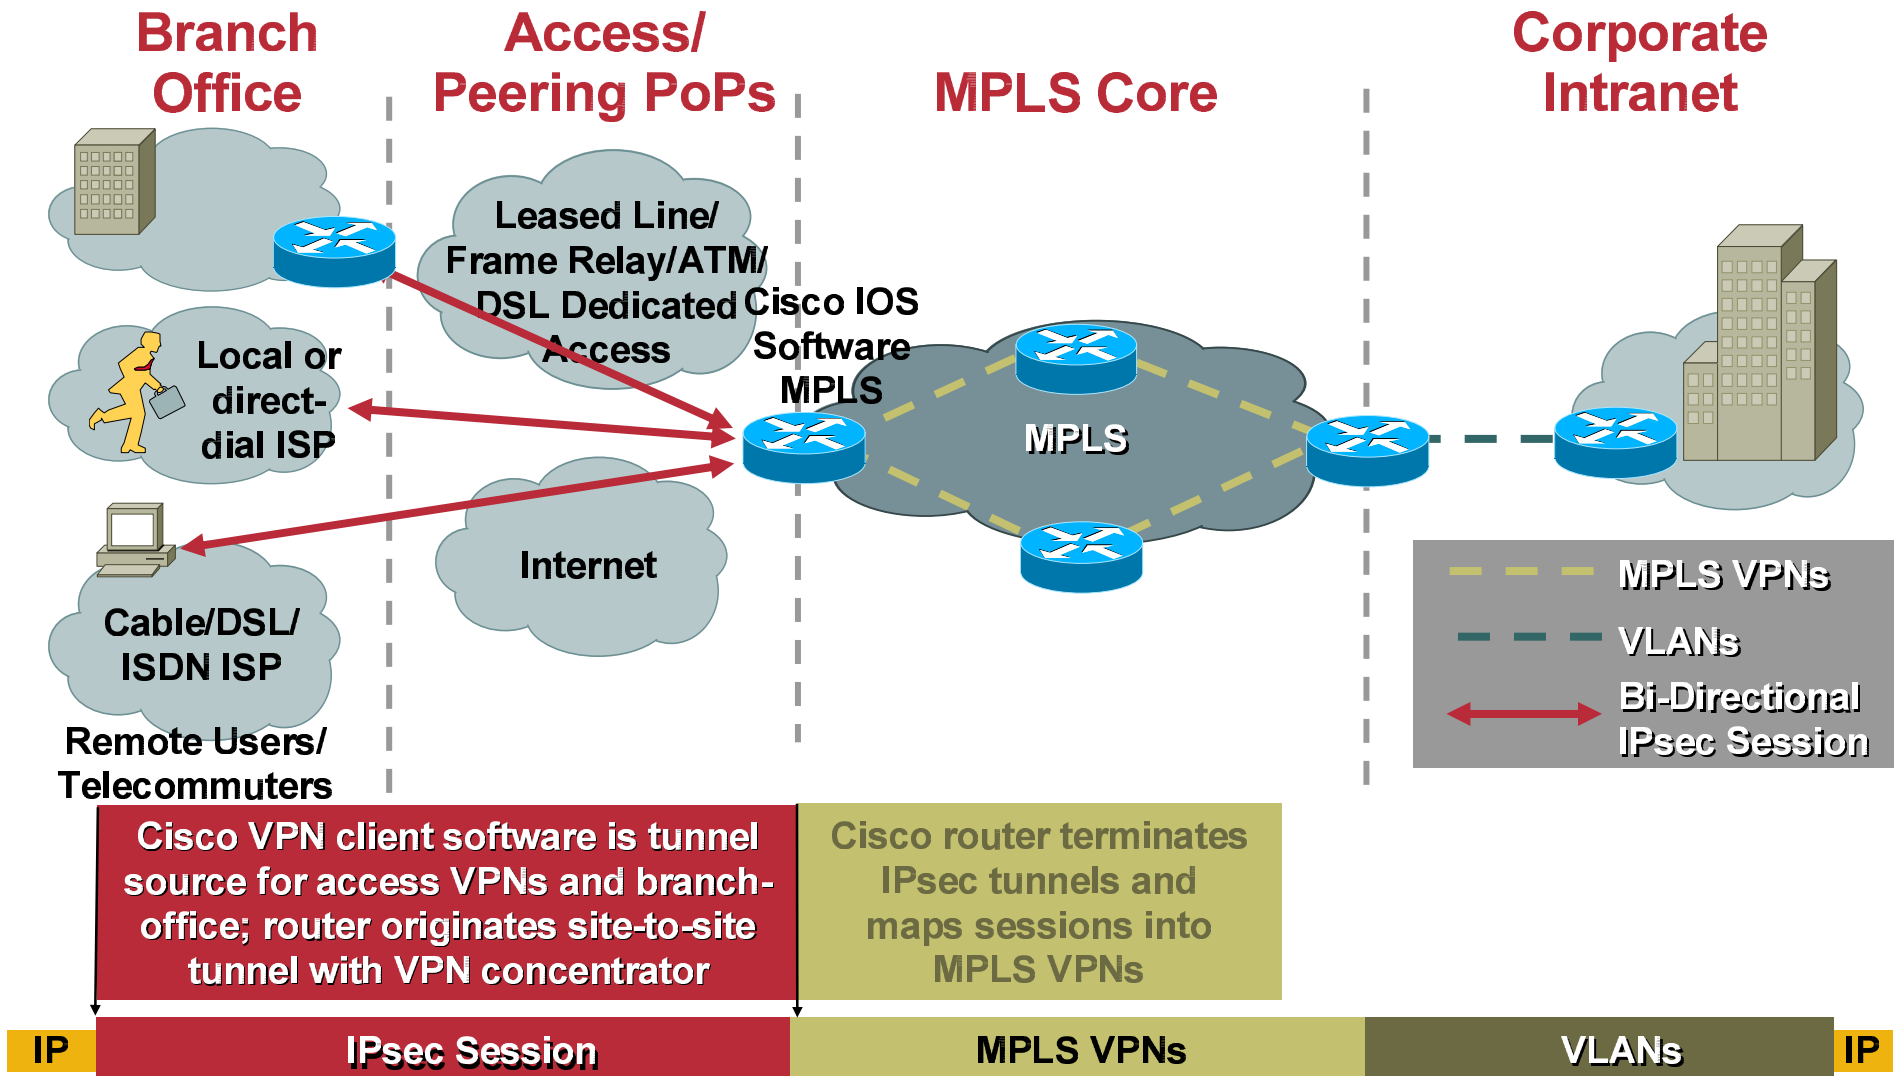 Branch
Office
Access/
Peering PoPs
MPLS Core
Corporate
Intranet
Leased Line/
Frame Relay/ATM/
DSL Dedicated
Access
Cisco IOS
Software
MPLS
Local or
direct-
dial ISP
MPLS
Internet
Cable/DSL/
ISDN ISP
Remote Users/
Telecommuters
MPLS VPNs
VLANs
Bi-Directional
IPsec Session
Cisco VPN client software is tunnel
source for access VPNs and branch-
office; router originates site-to-site
tunnel with VPN concentrator
Cisco router terminates
IPsec tunnels and
maps sessions into
MPLS VPNs
IP
IPsec Session
MPLS VPNs
VLANs
IP